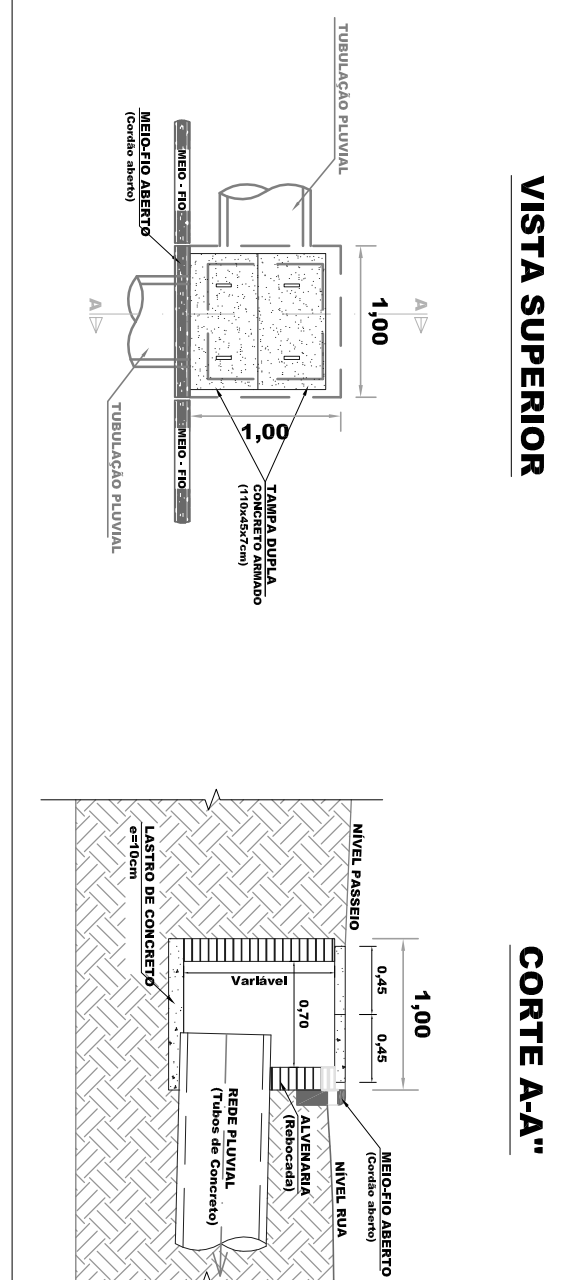 VISTA SUPERIOR
TUBULAÇÃO PLUVIAL
MEIO-FIO ABERTO
(Cordão aberto)
MEIO - FIO
A
A
1,00
1,00
MEIO - FIO
TUBULAÇÃO PLUVIAL
TAMPA DUPLA
CONCRETO ARMADO
(110x45x7cm)
CORTE A-A"
NÍVEL PASSEIO
1,00
0,45
0,45
LASTRO DE CONCRETO
e=10cm
Variável
0,70
MEIO-FIO ABERTO
(Cordão aberto)
ALVENARIA
(Rebocada)
NÍVEL RUA
REDE PLUVIAL
(Tubos de Concreto)